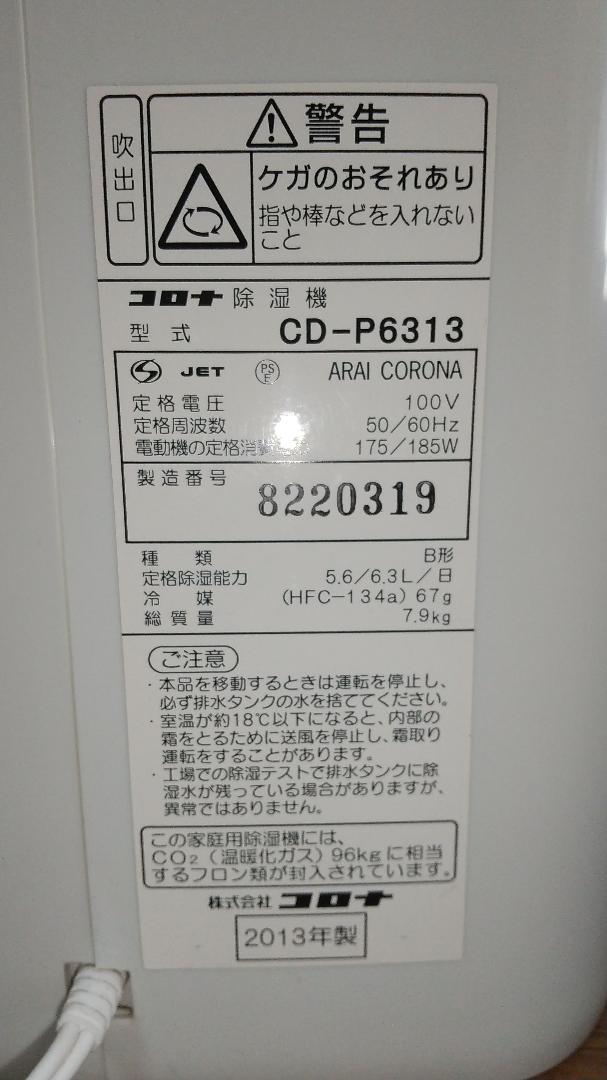 吹出口
警告
ケガのおそれあり
指や棒などを入れない
こと
コロナ 除湿機
型式 CD-P6313
JET PSE ARAI CORONA
定格電圧 100V
定格周波数 50/60Hz
電動機の定格消費 175/185W
製造番号 8220319
種類 B形
定格除湿能力 5.6/6.3L/日
冷媒 (HFC-134a) 67g
総質量 7.9kg
ご注意
・本品を移動するときは運転を停止し、
必ず排水タンクの水を捨ててください。
・室温が約18℃以下になると、内部の
霜をとるために送風を停止し、霜取り
運転をすることがあります。
・工場での除湿テストで排水タンクに除
湿水が残っている場合がありますが、
異常ではありません。
この家庭用除湿機には、
CO₂(温暖化ガス)96kgに相当
するフロン類が封入されています。
株式会社 コロナ
2013年製